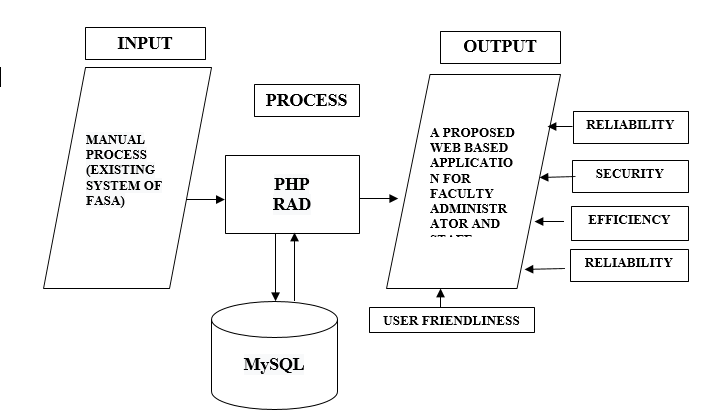 INPUT
OUTPUT
PROCESS
MANUAL
PROCESS
(EXISTING
SYSTEM OF
FASA)
PHP
RAD
A PROPOSED
WEB BASED
APPLICATIO
N FOR
FACULTY
ADMINISTR
ATOR AND
RELIABILITY
SECURITY
EFFICIENCY
RELIABILITY
USER FRIENDLINESS
MySQL